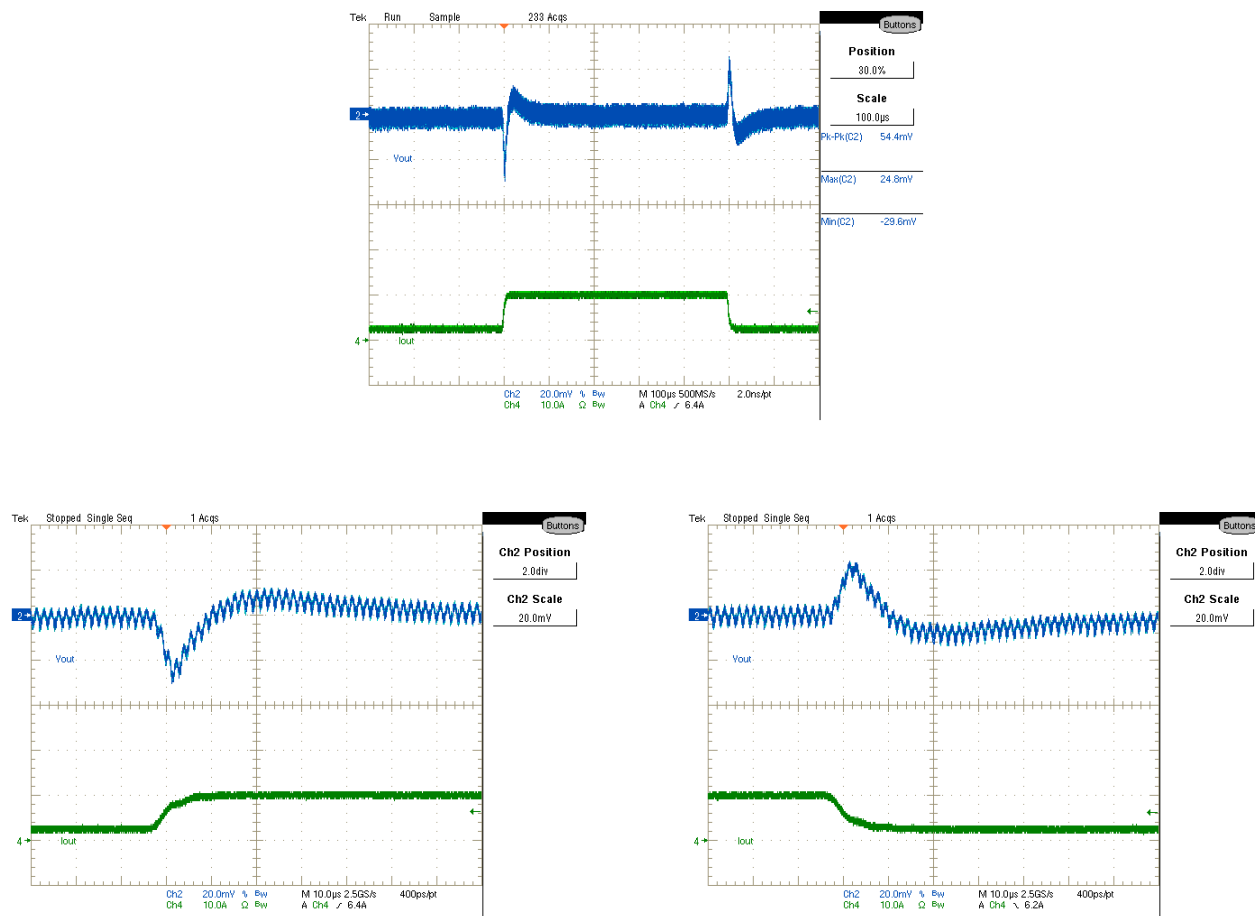 Tek Run Sample 233 Acqs
Buttons
Position
30.0%
Scale
100.0µs
Pk-Pk(C2) 54.4mV
Max(C2) 24.8mV
Min(C2) -29.6mV
2
Vout
4 Iout
Ch2 20.0mV ∿ Bw M 100µs 500MS/s 2.0ns/pt
Ch4 10.0A Ω Bw A Ch4 ∕ 6.4A
Tek Stopped Single Seq 1 Acqs
Buttons
Ch2 Position
2.0div
Ch2 Scale
20.0mV
2
Vout
4 Iout
Ch2 20.0mV % Bw M 10.0µs 2.5GS/s 400ps/pt
Ch4 10.0A Ω Bw A Ch4 \ 6.4A
Tek Stopped Single Seq 1 Acqs
Buttons
Ch2 Position
2.0div
Ch2 Scale
20.0mV
2
Vout
4 Iout
Ch2 20.0mV % Bw M 10.0µs 2.5GS/s 400ps/pt
Ch4 10.0A Ω Bw A Ch4 \ 6.2A